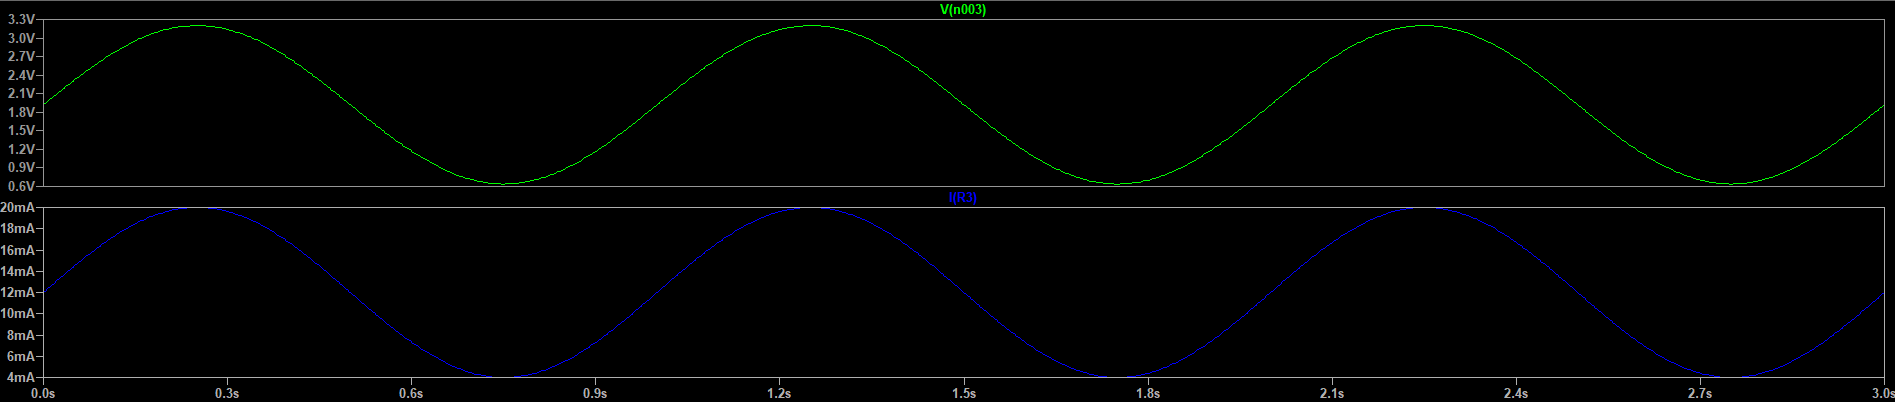 V(n003)
3.3V
3.0V
2.7V
2.4V
2.1V
1.8V
1.5V
1.2V
0.9V
0.6V
I(R3)
20mA
18mA
16mA
14mA
12mA
10mA
8mA
6mA
4mA
0.0s 0.3s 0.6s 0.9s 1.2s 1.5s 1.8s 2.1s 2.4s 2.7s 3.0s